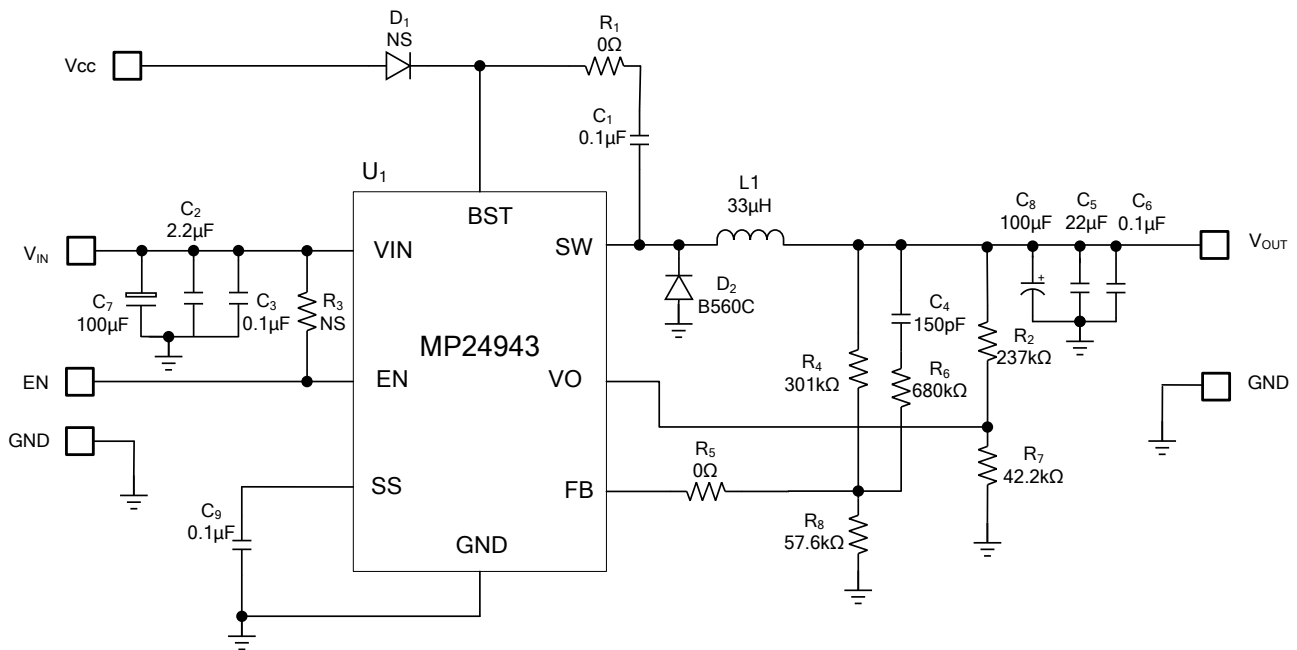 D1
NS
R1
0Ω
Vcc
C1
0.1µF
U1
L1
33µH
C2
2.2µF
BST
C8
100µF
C5
22µF
C6
0.1µF
VIN
VIN
SW
VOUT
C7
100µF
C3
0.1µF
R3
NS
D2
B560C
C4
150pF
MP24943
R2
237kΩ
R4
301kΩ
R6
680kΩ
EN
EN
VO
GND
GND
R5
0Ω
R7
42.2kΩ
SS
FB
C9
0.1µF
R8
57.6kΩ
GND